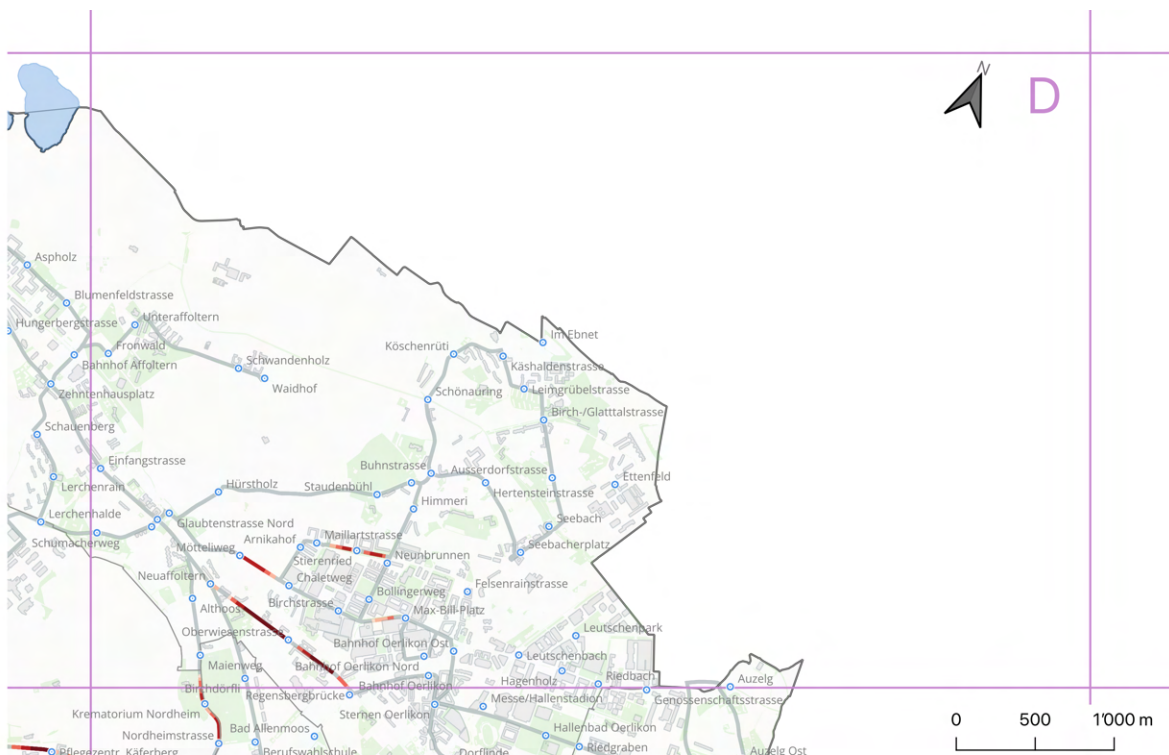 N
D
Aspholz
Blumenfeldstrasse
Hungerbergstrasse
Unteraffoltern
Im Ebnet
Fronwald
Köschenrüti
Bahnhof Affoltern
Schwandenholz
Käshaldenstrasse
Waidhof
Zehntenhausplatz
Schönauring
Leimgrübelstrasse
Birch-/Glatttalstrasse
Schauenberg
Einfangstrasse
Buhnstrasse
Ausserdorfstrasse
Ettenfeld
Lerchenrain
Hürstholz
Staudenbühl
Hertensteinstrasse
Himmeri
Lerchenhalde
Glaubtenstrasse Nord
Seebach
Schumacherweg
Arnikahof
Maillartstrasse
Mötteliweg
Seebacherplatz
Stierenried
Neunbrunnen
Neuaffoltern
Chaletweg
Felsenrainstrasse
Althoos
Birchstrasse
Bollingerweg
Max-Bill-Platz
Oberwiesenstrasse
Leutschenpark
Bahnhof Oerlikon Ost
Maienweg
Bahnhof Oerlikon Nord
Leutschenbach
Hagenholz
Riedbach
Auzelg
Birchdörfli
Regensbergbrücke
Bahnhof Oerlikon
Messe/Hallenstadion
Genossenschaftsstrasse
Krematorium Nordheim
Sternen Oerlikon
Nordheimstrasse
Bad Allenmoos
Hallenbad Oerlikon
Pflegezentr. Käferberg
Berufswahlschule
Dorflinde
Riedgraben
Auzelg Ost
0 500 1'000 m